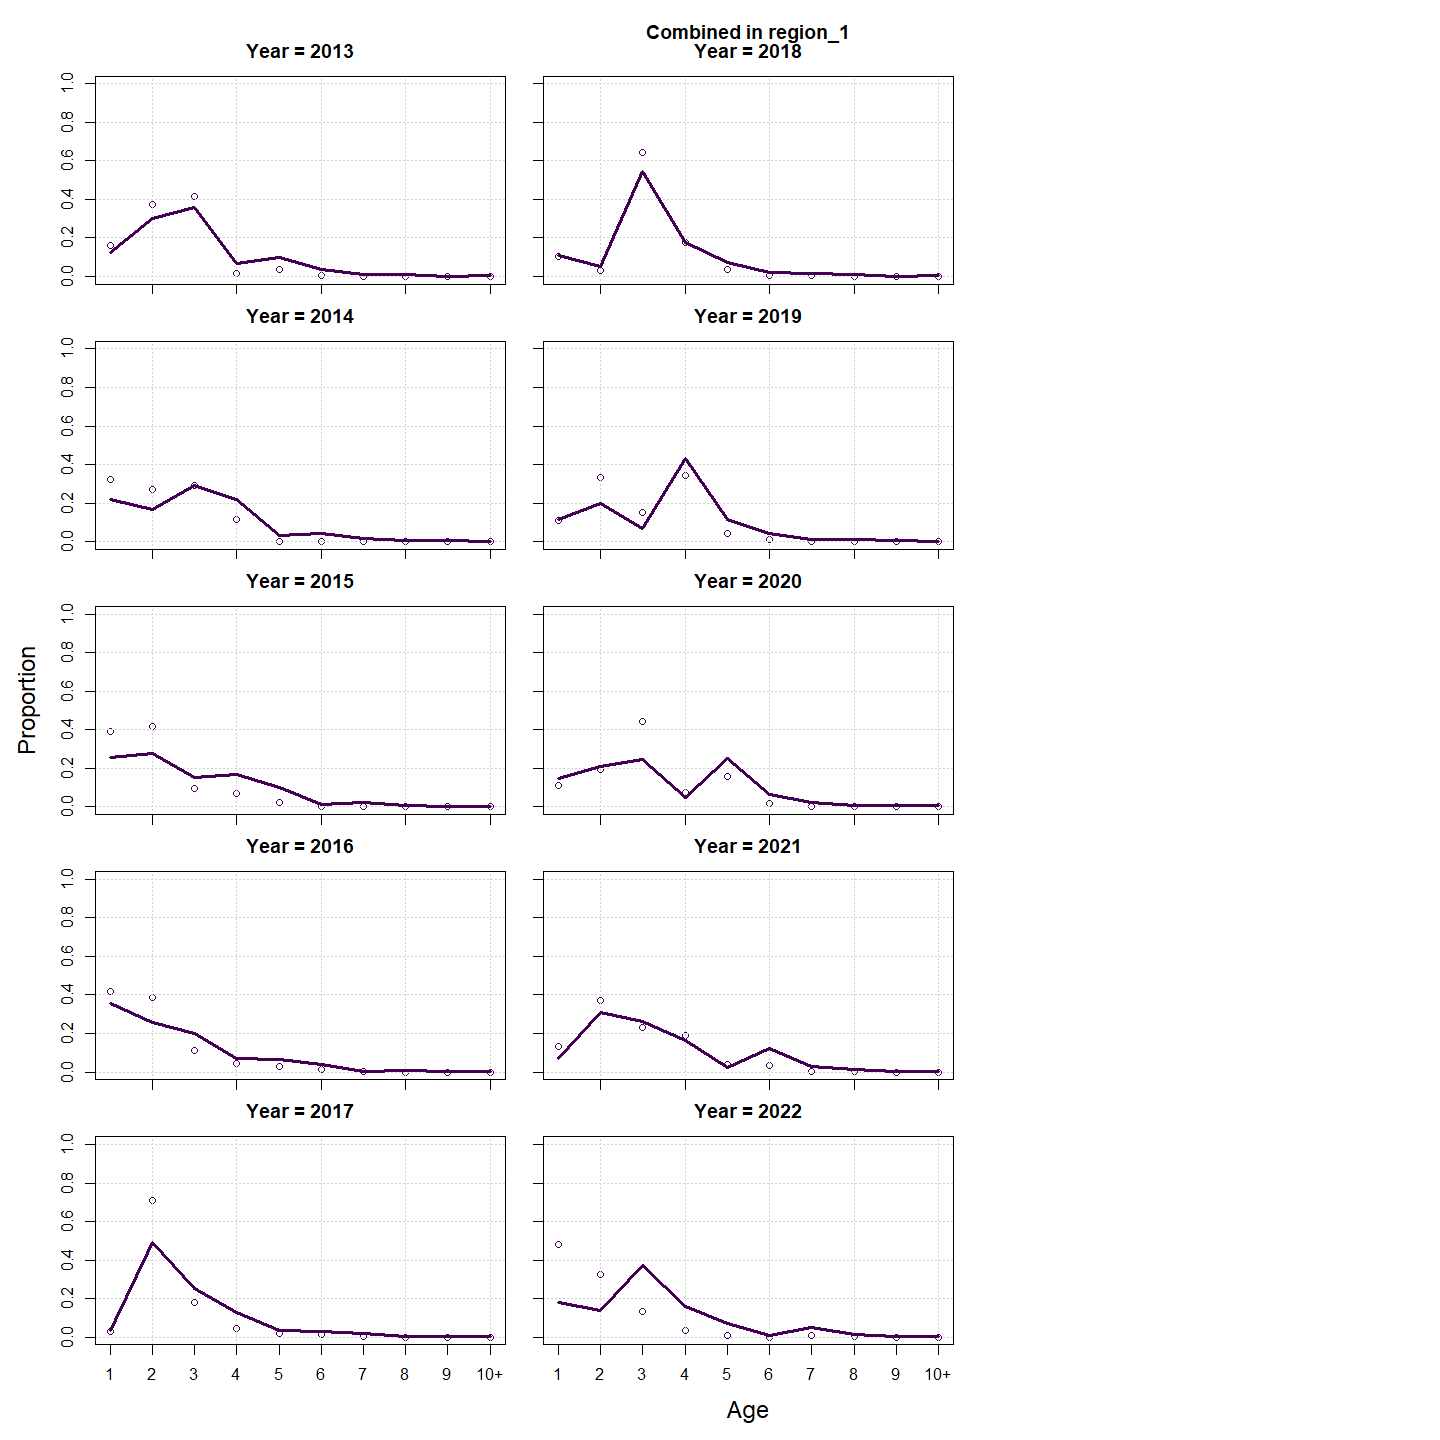 Combined in region_1
Year = 2013
Year = 2018
1.0
0.8
0.6
0.4
0.2
0.0
Year = 2014
Year = 2019
1.0
0.8
0.6
0.4
0.2
0.0
Year = 2015
Year = 2020
1.0
0.8
0.6
0.4
0.2
0.0
Proportion
Year = 2016
Year = 2021
1.0
0.8
0.6
0.4
0.2
0.0
Year = 2017
Year = 2022
1.0
0.8
0.6
0.4
0.2
0.0
1 2 3 4 5 6 7 8 9 10+
1 2 3 4 5 6 7 8 9 10+
Age